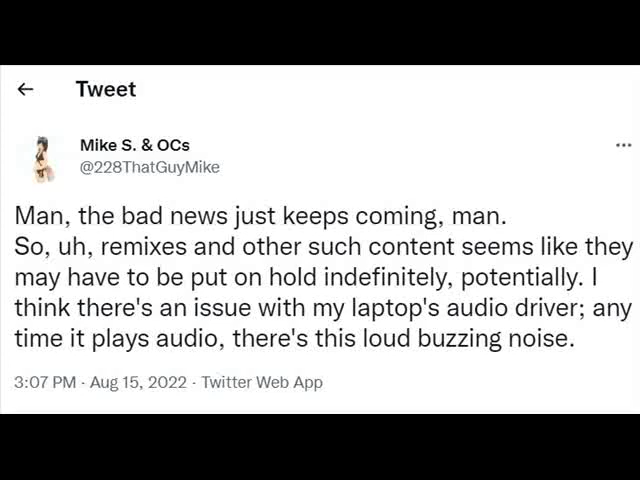 Tweet
Mike S. & OCs
@228ThatGuyMike
Man, the bad news just keeps coming, man.
So, uh, remixes and other such content seems like they
may have to be put on hold indefinitely, potentially. I
think there's an issue with my laptop's audio driver; any
time it plays audio, there's this loud buzzing noise.
3:07 PM · Aug 15, 2022 · Twitter Web App